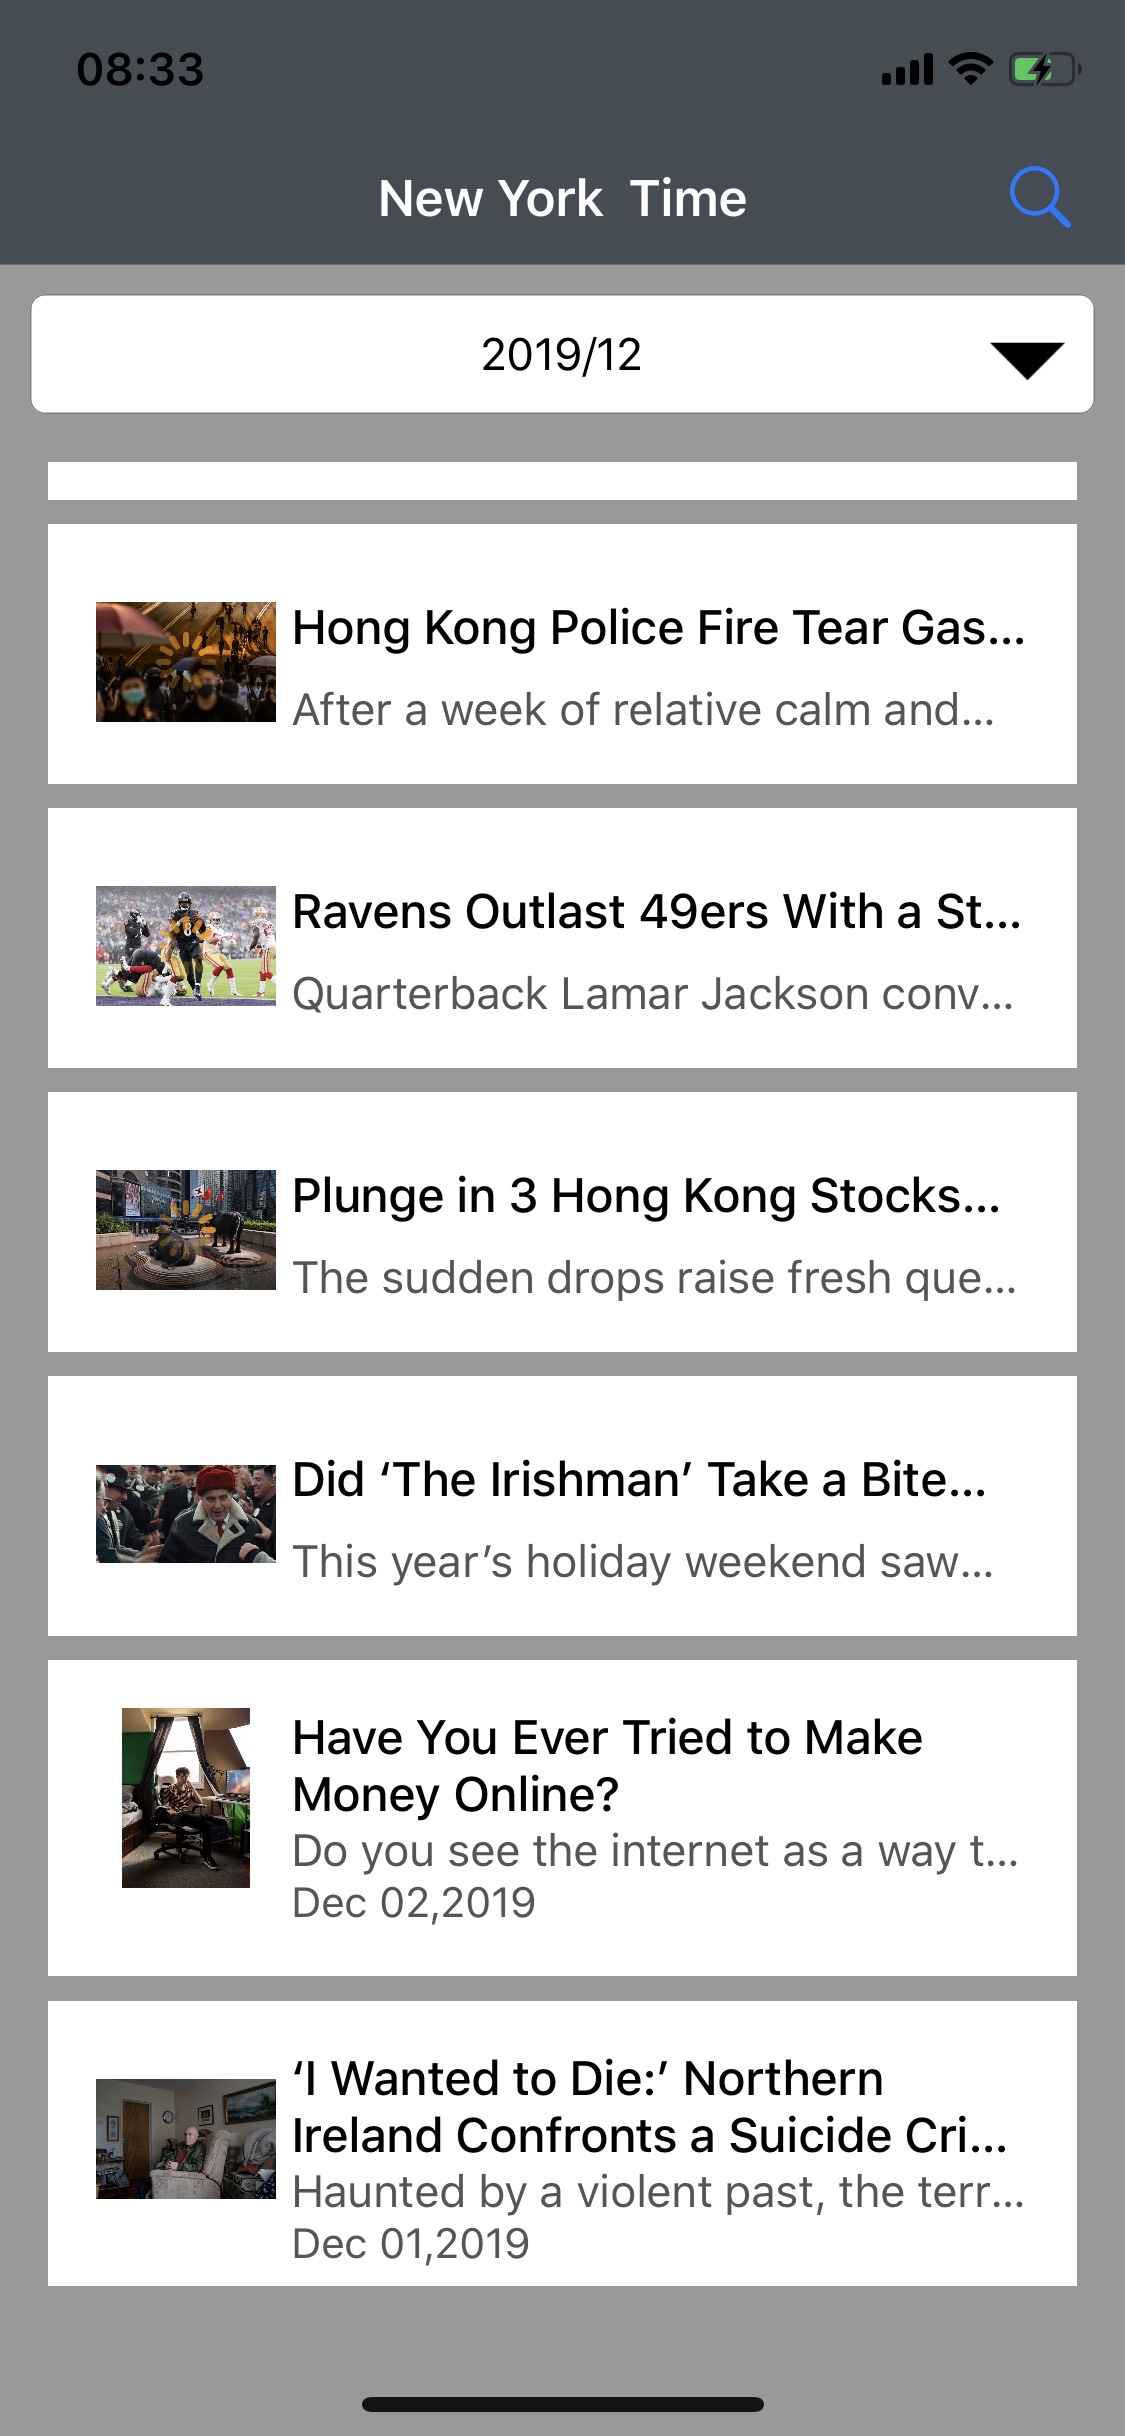 08:33
New York  Time
2019/12
Hong Kong Police Fire Tear Gas...
After a week of relative calm and...
Ravens Outlast 49ers With a St...
Quarterback Lamar Jackson conv...
Plunge in 3 Hong Kong Stocks...
The sudden drops raise fresh que...
Did ‘The Irishman’ Take a Bite...
This year’s holiday weekend saw...
Have You Ever Tried to Make
Money Online?
Do you see the internet as a way t...
Dec 02,2019
‘I Wanted to Die:’ Northern
Ireland Confronts a Suicide Cri...
Haunted by a violent past, the terr...
Dec 01,2019